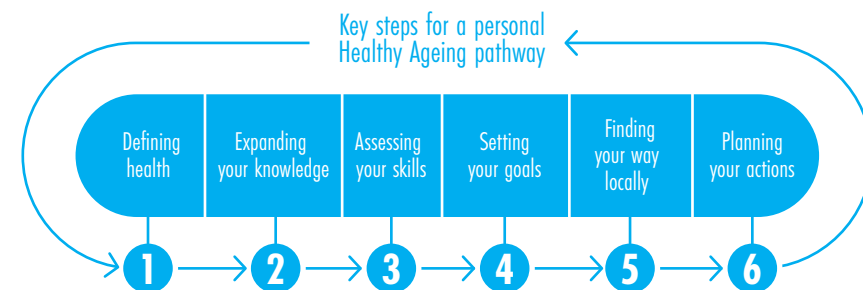 Key steps for a personal
Healthy Ageing pathway
Defining
health
Expanding
your knowledge
Assessing
your skills
Setting
your goals
Finding
your way
locally
Planning
your actions
1
2
3
4
5
6